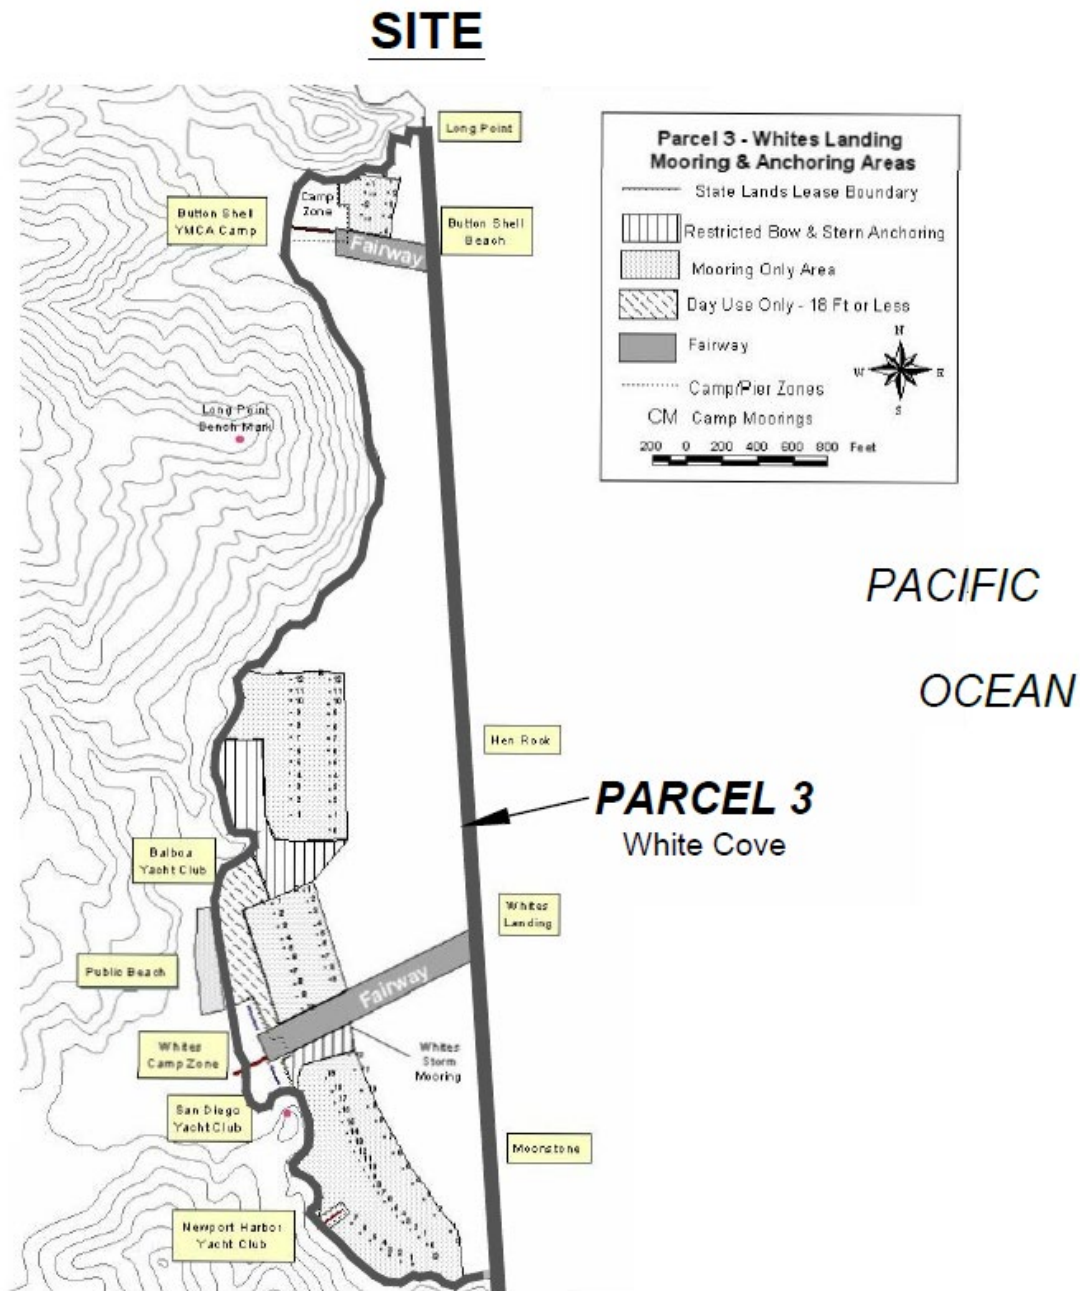 SITE
Long Point
Parcel 3 - Whites Landing
Mooring & Anchoring Areas
State Lands Lease Boundary
Restricted Bow & Stern Anchoring
Mooring Only Area
Day Use Only - 18 Ft or Less
Fairway
Camp/Pier Zones
CM Camp Moorings
N
W E
S
200 0 200 400 600 800 Feet
Camp
Zone
Button Shell
YMCA Camp
Button Shell
Beach
Fairway
Long Point
Bench Mark
PACIFIC
OCEAN
Hen Rock
PARCEL 3
White Cove
Balboa
Yacht Club
Whites
Landing
Public Beach
Fairway
Whites
Camp Zone
Whites
Storm
Mooring
San Diego
Yacht Club
Moonstone
Newport Harbor
Yacht Club